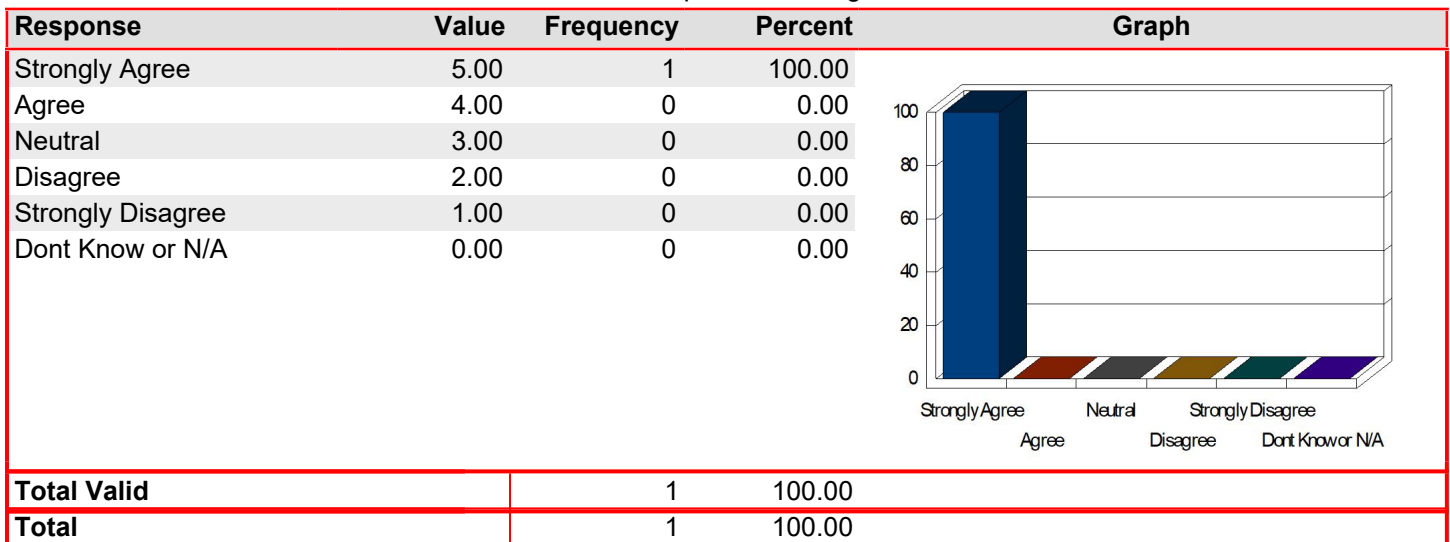 Response Value Frequency Percent Graph
Strongly Agree 5.00 1 100.00
Agree 4.00 0 0.00
Neutral 3.00 0 0.00
Disagree 2.00 0 0.00
Strongly Disagree 1.00 0 0.00
Dont Know or N/A 0.00 0 0.00
100
80
60
40
20
0
Strongly Agree Neutral Strongly Disagree
Agree Disagree Dont Know or N/A
Total Valid 1 100.00
Total 1 100.00